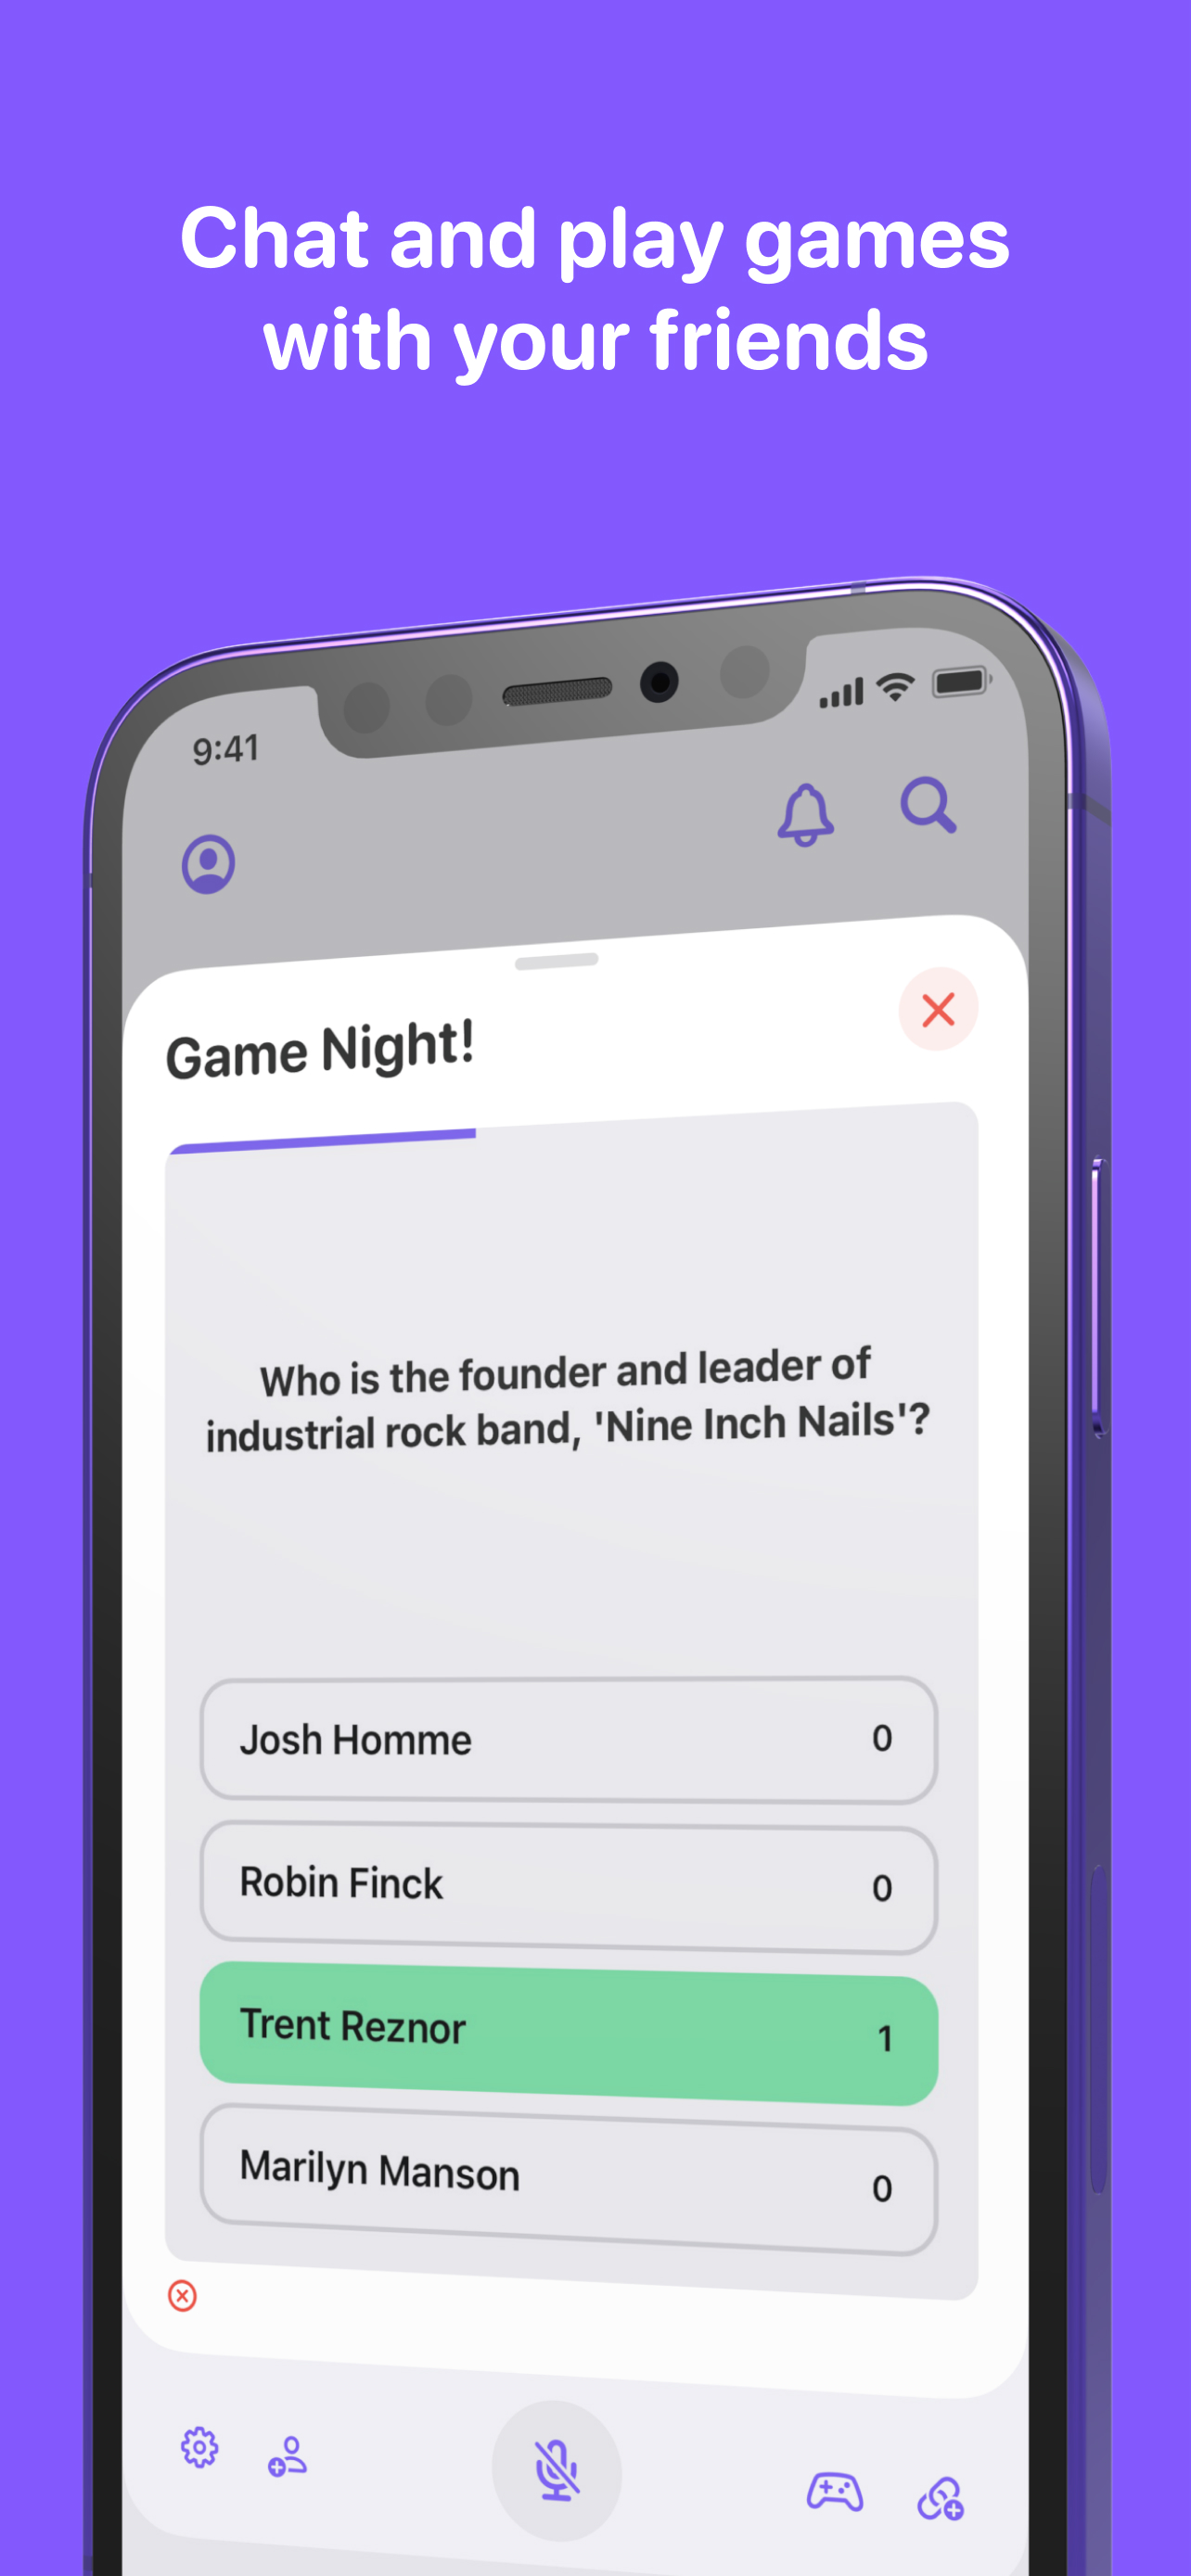 Chat and play games
with your friends
9:41
Game Night!
Who is the founder and leader of
industrial rock band, 'Nine Inch Nails'?
Josh Homme 0
Robin Finck 0
Trent Reznor 1
Marilyn Manson 0